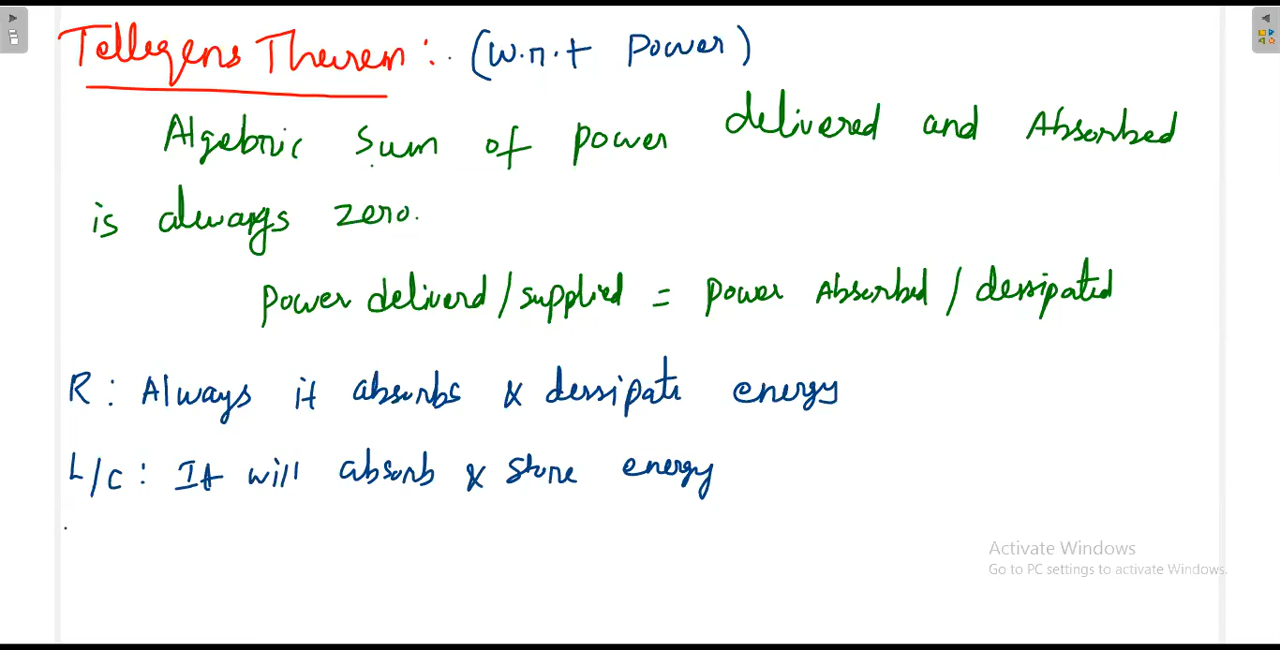 Tellegens Theorem : (w.r.t Power)
Algebric sum of power delivered and Absorbed
is always zero.
power deliverd / supplied = power Absorbed / dessipated
R : Always it absorbs & dessipate energy
L/C : It will absorb & store energy
Activate Windows
Go to PC settings to activate Windows.